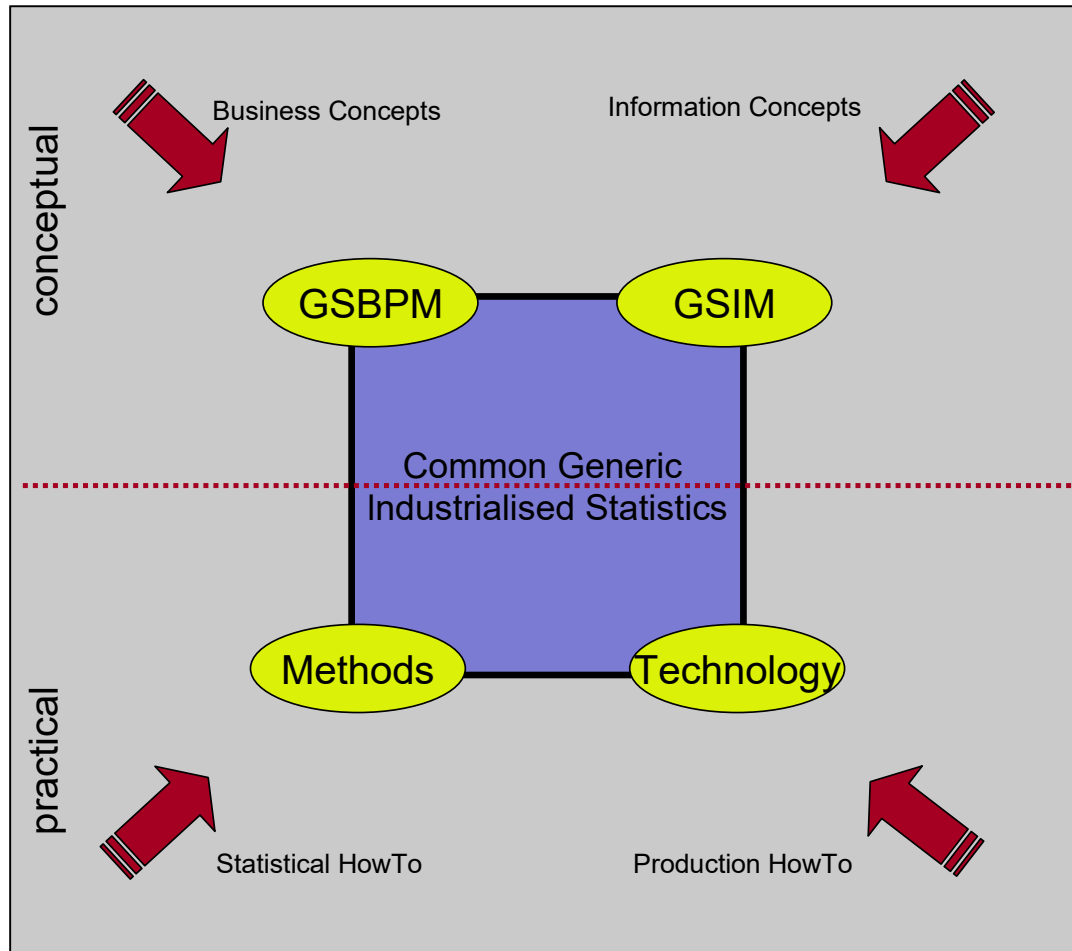 Business Concepts
Information Concepts
conceptual
GSBPM
GSIM
Common Generic
Industrialised Statistics
Methods
Technology
practical
Statistical HowTo
Production HowTo